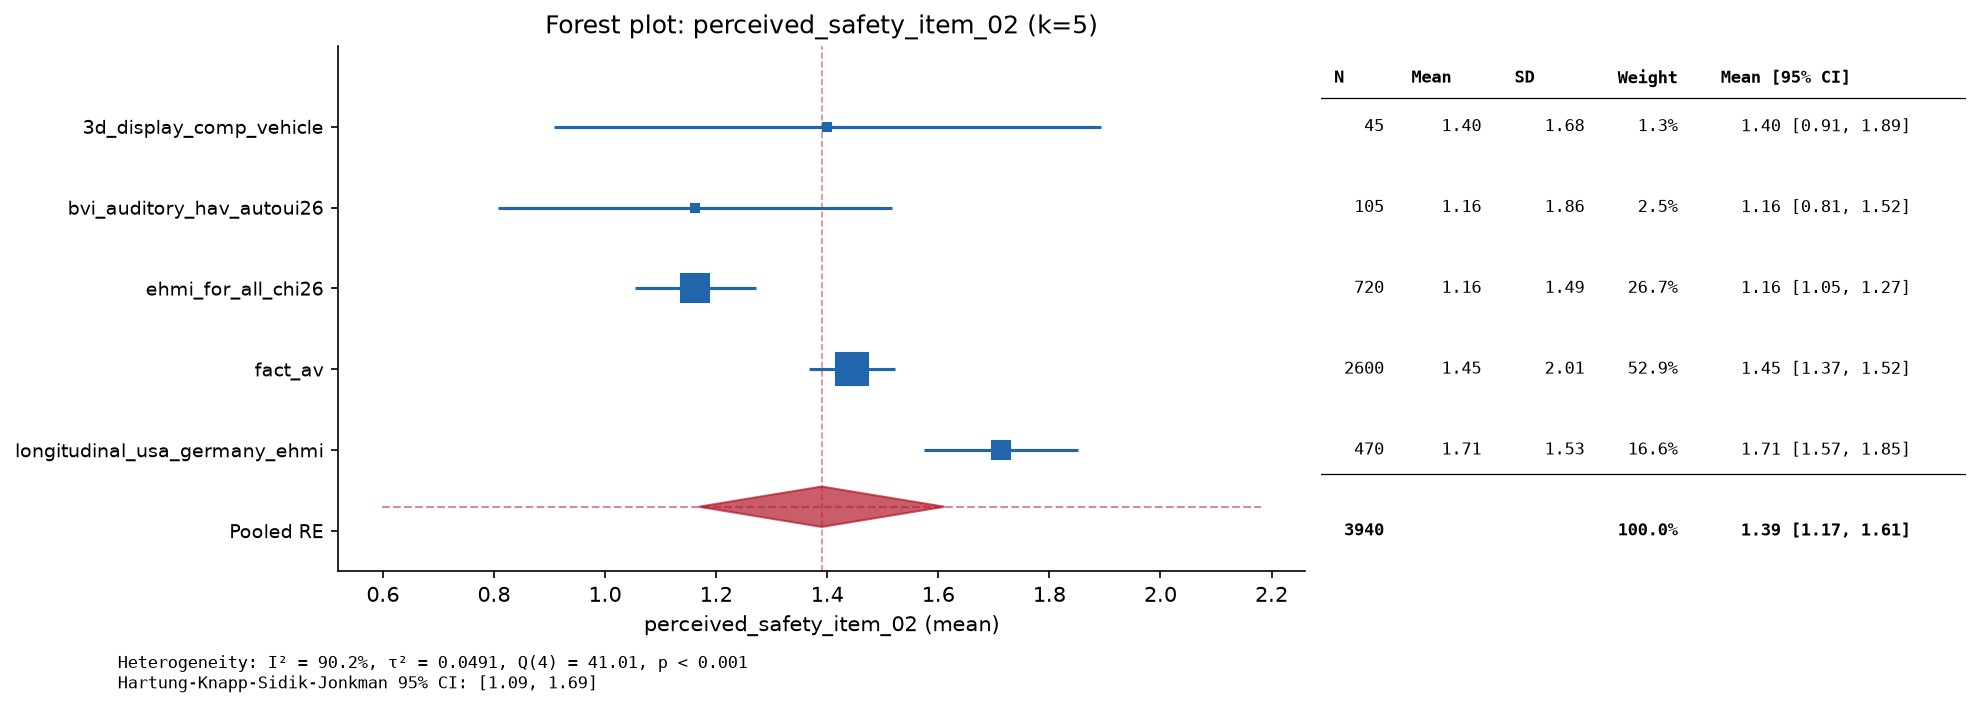 Forest plot: perceived_safety_item_02 (k=5)
N Mean SD Weight Mean [95% CI]
3d_display_comp_vehicle 45 1.40 1.68 1.3% 1.40 [0.91, 1.89]
bvi_auditory_hav_autoui26 105 1.16 1.86 2.5% 1.16 [0.81, 1.52]
ehmi_for_all_chi26 720 1.16 1.49 26.7% 1.16 [1.05, 1.27]
fact_av 2600 1.45 2.01 52.9% 1.45 [1.37, 1.52]
longitudinal_usa_germany_ehmi 470 1.71 1.53 16.6% 1.71 [1.57, 1.85]
Pooled RE 3940 100.0% 1.39 [1.17, 1.61]
0.6 0.8 1.0 1.2 1.4 1.6 1.8 2.0 2.2
perceived_safety_item_02 (mean)
Heterogeneity: I² = 90.2%, τ² = 0.0491, Q(4) = 41.01, p < 0.001
Hartung-Knapp-Sidik-Jonkman 95% CI: [1.09, 1.69]